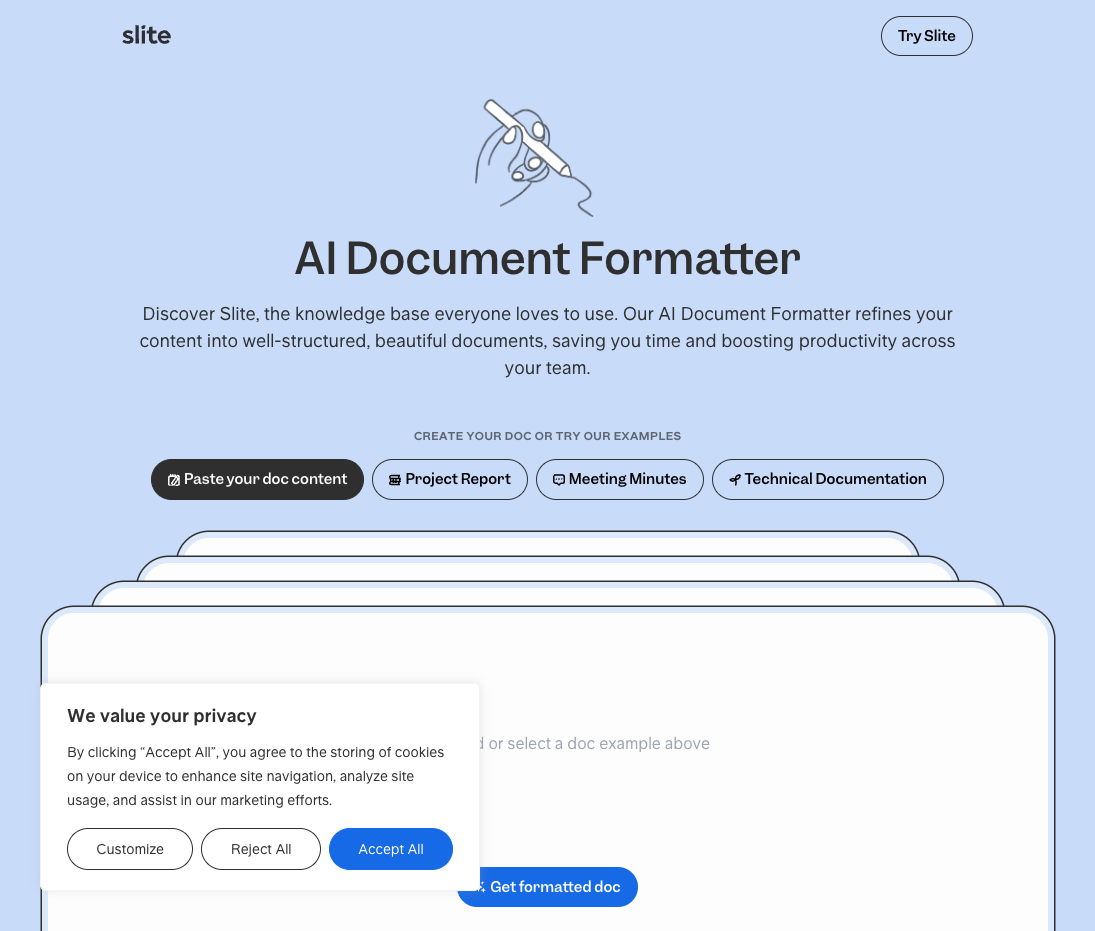 slite
Try Slite
AI Document Formatter
Discover Slite, the knowledge base everyone loves to use. Our AI Document Formatter refines your
content into well-structured, beautiful documents, saving you time and boosting productivity across
your team.
CREATE YOUR DOC OR TRY OUR EXAMPLES
Paste your doc content
Project Report
Meeting Minutes
Technical Documentation
or select a doc example above
We value your privacy
By clicking “Accept All”, you agree to the storing of cookies
on your device to enhance site navigation, analyze site
usage, and assist in our marketing efforts.
Customize
Reject All
Accept All
Get formatted doc